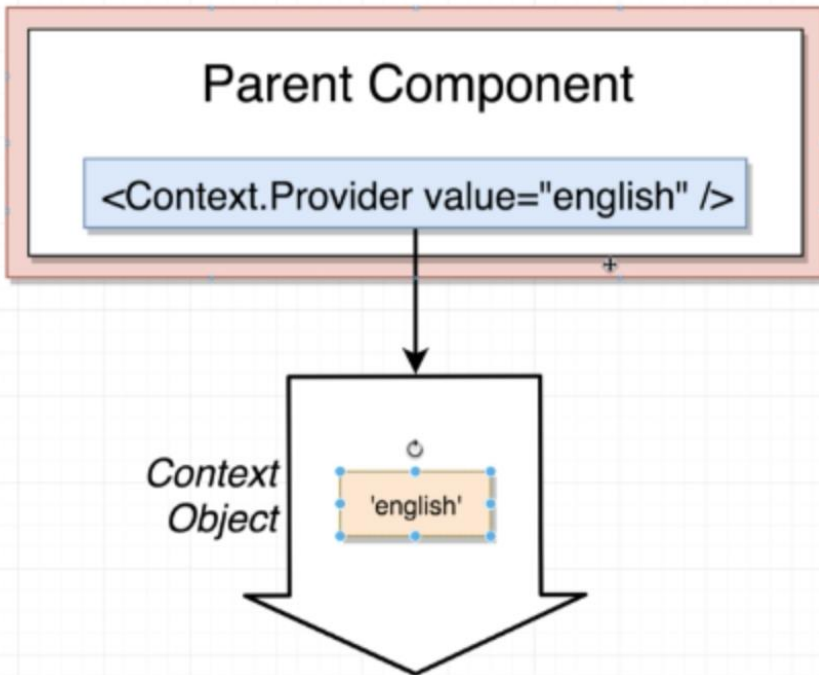 Parent Component
<Context.Provider value="english" />
Context
Object
'english'